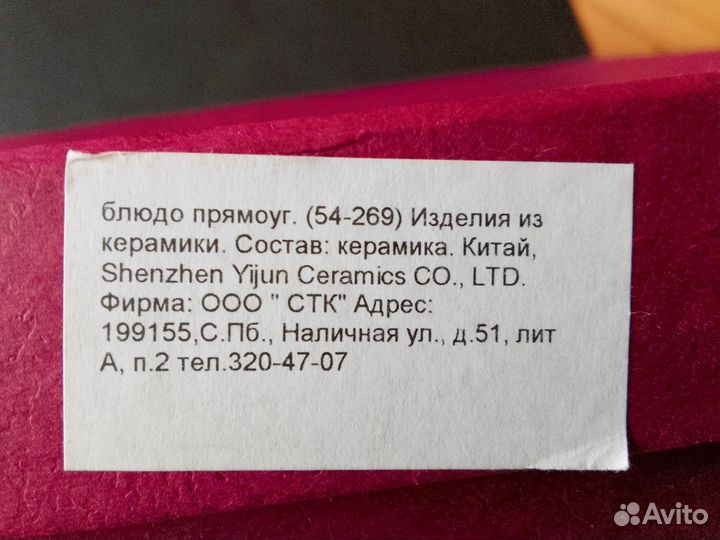 блюдо прямоуг. (54-269) Изделия из
керамики. Состав: керамика. Китай,
Shenzhen Yijun Ceramics CO., LTD.
Фирма: ООО " СТК" Адрес:
199155,С.Пб., Наличная ул., д.51, лит
А, п.2 тел.320-47-07
Avito